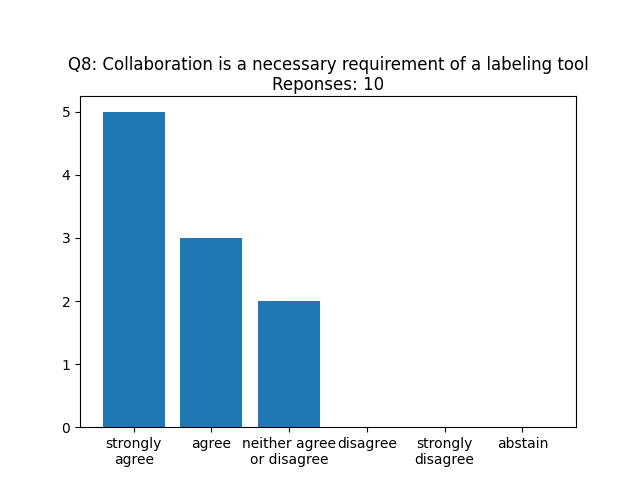 Q8: Collaboration is a necessary requirement of a labeling tool
Reponses: 10
5
4
3
2
1
0
strongly
agree
agree
neither agree
or disagree
disagree
strongly
disagree
abstain